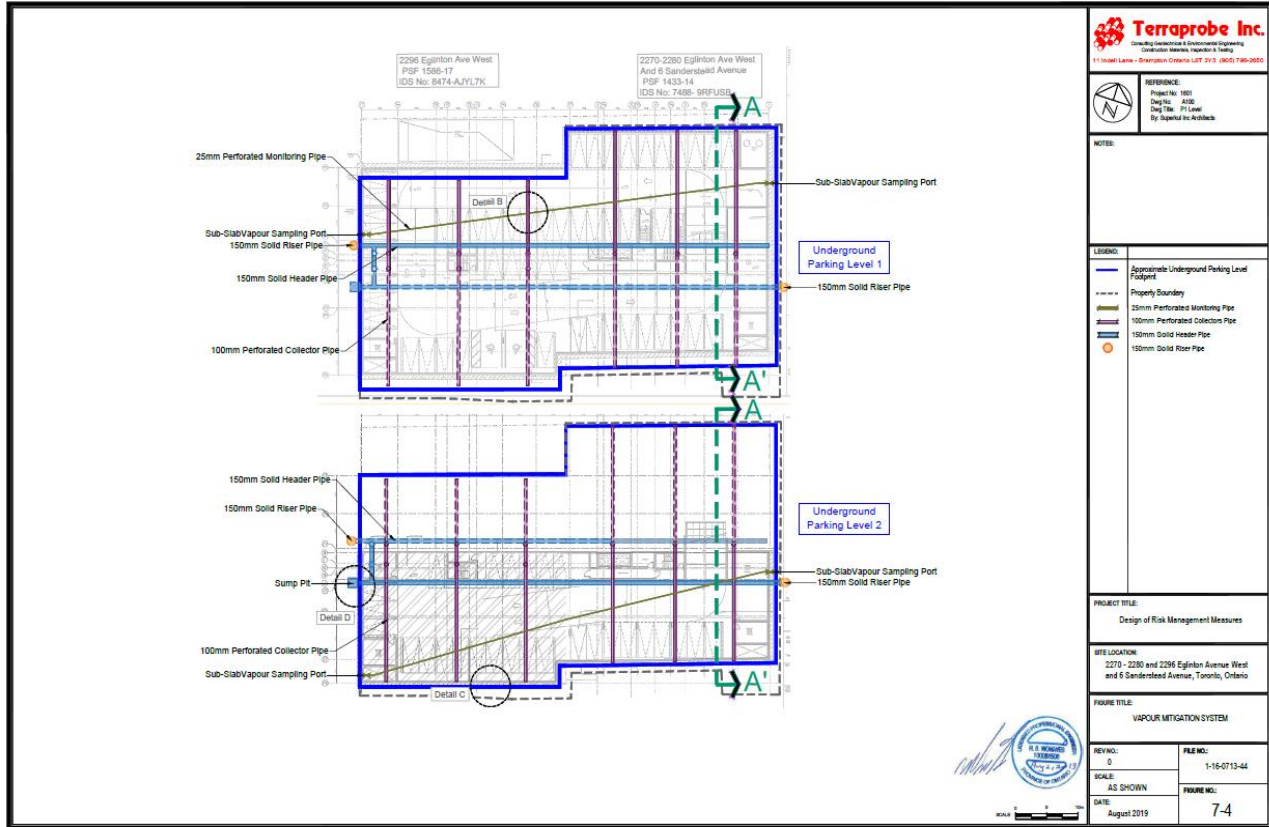 2296 Eglinton Ave West
PSF 1586-17
IDS No: 8474-AJYL7K
2270-2280 Eglinton Ave West
And 6 Sanderstead Avenue
PSF 1433-14
IDS No: 7488- 9RFUSB
A
25mm Perforated Monitoring Pipe
Detail B
Sub-SlabVapour Sampling Port
Sub-SlabVapour Sampling Port
150mm Solid Riser Pipe
150mm Solid Header Pipe
Underground
Parking Level 1
150mm Solid Riser Pipe
100mm Perforated Collector Pipe
A'
A
150mm Solid Header Pipe
150mm Solid Riser Pipe
Underground
Parking Level 2
Sump Pit
Detail D
Sub-SlabVapour Sampling Port
150mm Solid Riser Pipe
100mm Perforated Collector Pipe
Sub-SlabVapour Sampling Port
Detail C
A'
Terraprobe Inc.
Consulting Geotechnical & Environmental Engineering
Construction Materials, Inspection & Testing
11 Indell Lane - Brampton Ontario L6T 3Y3 (905) 796-2650
N
REFERENCE:
Project No: 1601
Dwg No: A100
Dwg Title: P1 Level
By: Superkul Inc Architects
NOTES:
LEGEND:
Approximate Underground Parking Level
Footprint
Property Boundary
25mm Perforated Monitoring Pipe
100mm Perforated Collectors Pipe
150mm Solid Header Pipe
150mm Solid Riser Pipe
PROJECT TITLE:
Design of Risk Management Measures
SITE LOCATION:
2270 - 2280 and 2296 Eglinton Avenue West
and 6 Sanderstead Avenue, Toronto, Ontario
FIGURE TITLE:
VAPOUR MITIGATION SYSTEM
REV NO.:
0
FILE NO.:
1-16-0713-44
SCALE:
AS SHOWN
DATE:
August 2019
FIGURE NO.:
7-4
LICENSED PROFESSIONAL ENGINEER
PROVINCE OF ONTARIO
SCALE
0